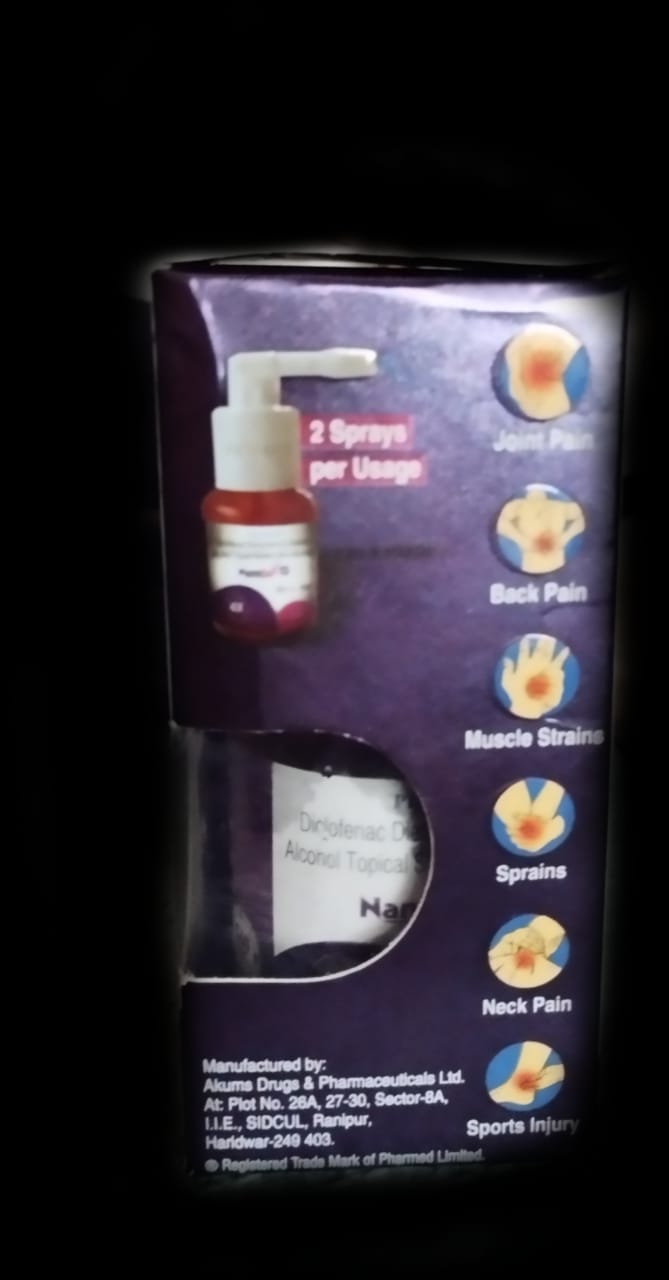 2 Sprays
per Usage
Joint Pain
Back Pain
Muscle Strains
Diclofenac
Alcohol Topical
Nan
Sprains
Neck Pain
Sports Injury
Manufactured by:
Akums Drugs & Pharmaceuticals Ltd.
At: Plot No. 26A, 27-30, Sector-8A,
I.I.E., SIDCUL, Ranipur,
Haridwar-249 403.
® Registered Trade Mark of Pharmed Limited.